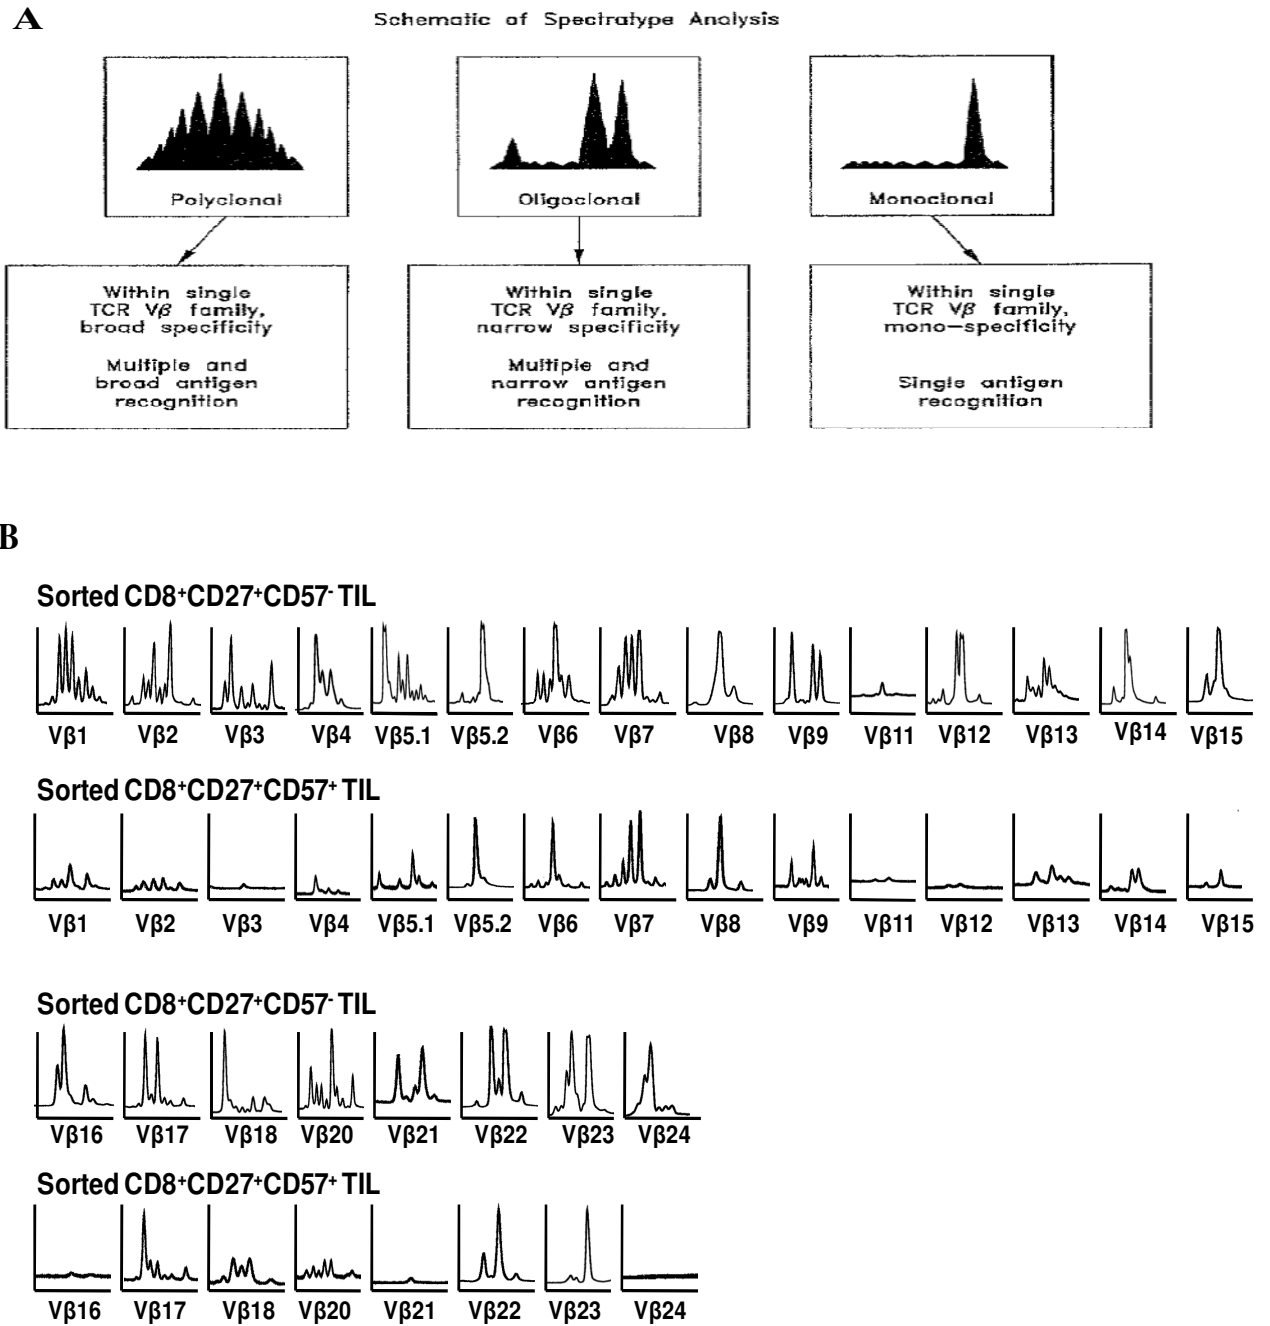 A
Schematic of Spectratype Analysis
Polyclonal
Oligoclonal
Monoclonal
Within single
TCR Vβ family,
broad specificity
Multiple and
broad antigen
recognition
Within single
TCR Vβ family,
narrow specificity
Multiple and
narrow antigen
recognition
Within single
TCR Vβ family,
mono-specificity
Single antigen
recognition
B
Sorted CD8⁺CD27⁺CD57⁻ TIL
Vβ1 Vβ2 Vβ3 Vβ4 Vβ5.1 Vβ5.2 Vβ6 Vβ7 Vβ8 Vβ9 Vβ11 Vβ12 Vβ13 Vβ14 Vβ15
Sorted CD8⁺CD27⁺CD57⁺ TIL
Vβ1 Vβ2 Vβ3 Vβ4 Vβ5.1 Vβ5.2 Vβ6 Vβ7 Vβ8 Vβ9 Vβ11 Vβ12 Vβ13 Vβ14 Vβ15
Sorted CD8⁺CD27⁺CD57⁻ TIL
Vβ16 Vβ17 Vβ18 Vβ20 Vβ21 Vβ22 Vβ23 Vβ24
Sorted CD8⁺CD27⁺CD57⁺ TIL
Vβ16 Vβ17 Vβ18 Vβ20 Vβ21 Vβ22 Vβ23 Vβ24